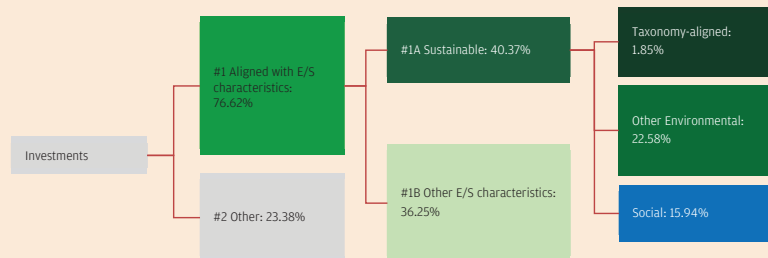 Investments
#1 Aligned with E/S
characteristics:
76.62%
#2 Other: 23.38%
#1A Sustainable: 40.37%
#1B Other E/S characteristics:
36.25%
Taxonomy-aligned:
1.85%
Other Environmental:
22.58%
Social: 15.94%